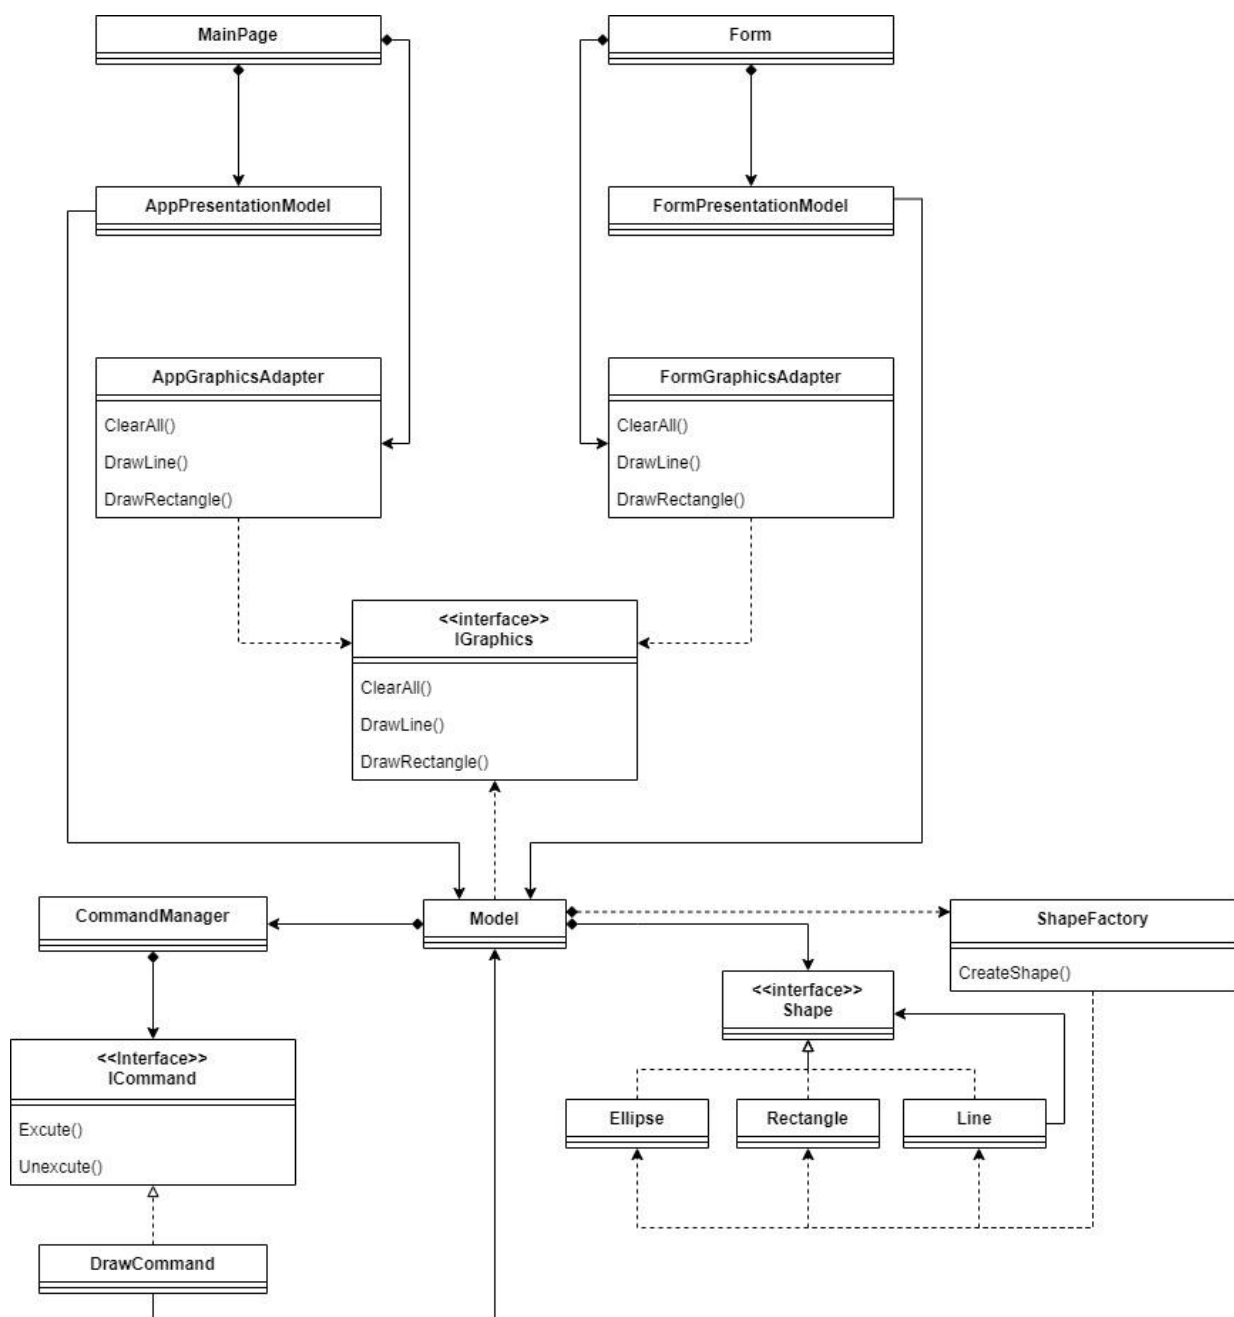 MainPage
Form
AppPresentationModel
FormPresentationModel
AppGraphicsAdapter
ClearAll()
DrawLine()
DrawRectangle()
FormGraphicsAdapter
ClearAll()
DrawLine()
DrawRectangle()
<<interface>>
IGraphics
ClearAll()
DrawLine()
DrawRectangle()
CommandManager
Model
ShapeFactory
CreateShape()
<<interface>>
Shape
<<Interface>>
ICommand
Excute()
Unexcute()
Ellipse
Rectangle
Line
DrawCommand